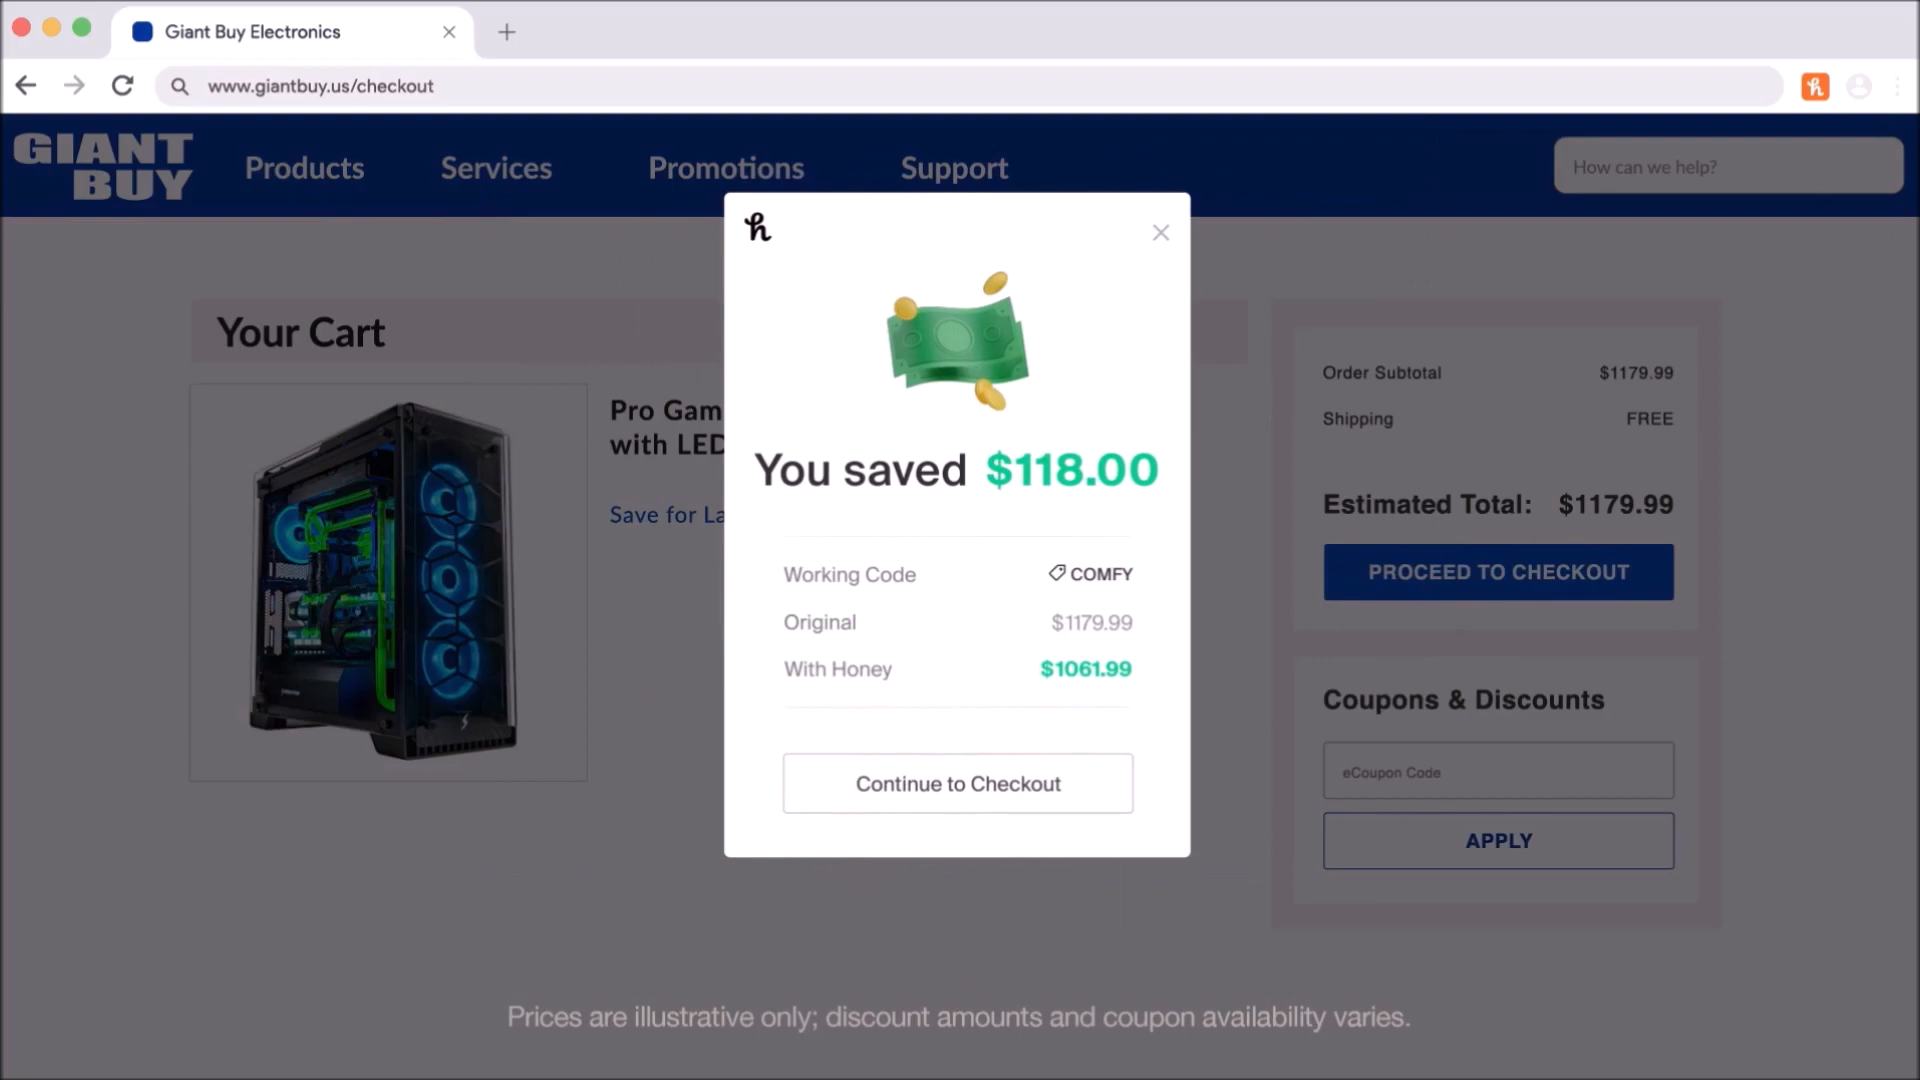 Giant Buy Electronics
www.giantbuy.us/checkout
GIANT
BUY
Products
Services
Promotions
Support
How can we help?
Your Cart
Pro Gam
with LED
Save for La
h
You saved $118.00
Working Code COMFY
Original $1179.99
With Honey $1061.99
Continue to Checkout
Order Subtotal $1179.99
Shipping FREE
Estimated Total: $1179.99
PROCEED TO CHECKOUT
Coupons & Discounts
eCoupon Code
APPLY
Prices are illustrative only; discount amounts and coupon availability varies.